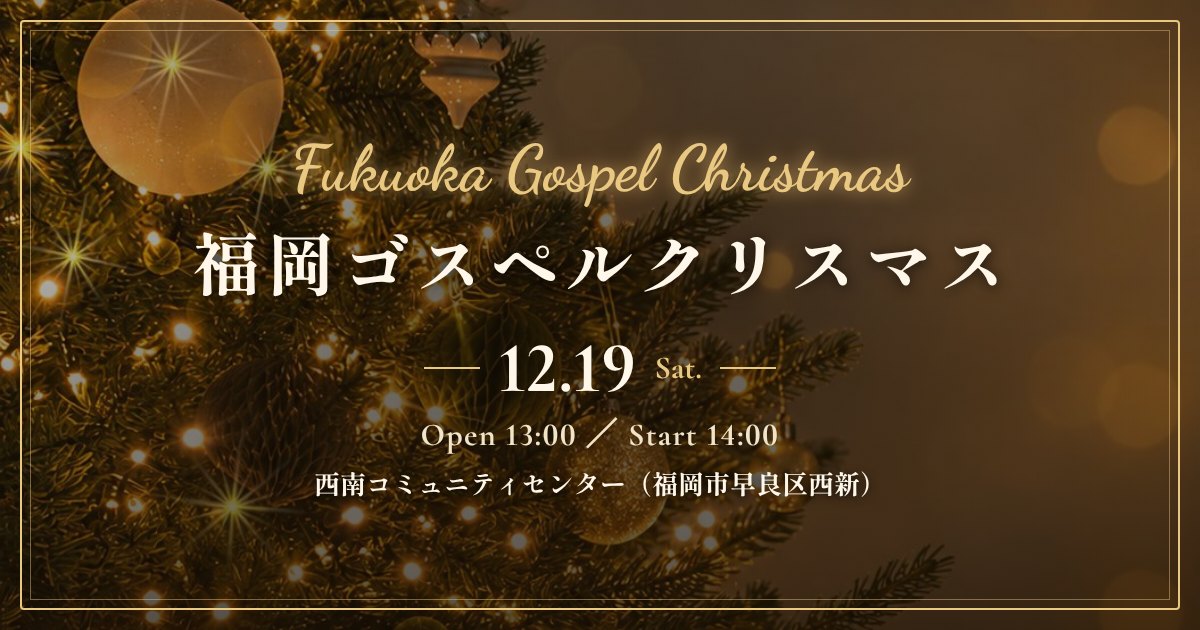 Fukuoka Gospel Christmas
福岡ゴスペルクリスマス
12.19 Sat.
Open 13:00 ／ Start 14:00
西南コミュニティセンター（福岡市早良区西新）